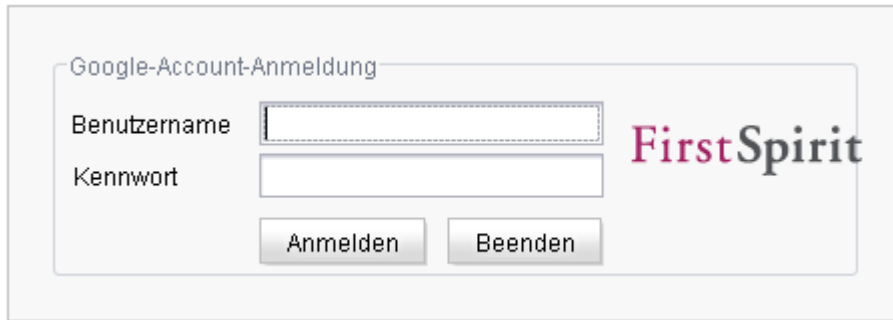 Google-Account-Anmeldung
Benutzername
FirstSpirit
Kennwort
Anmelden Beenden